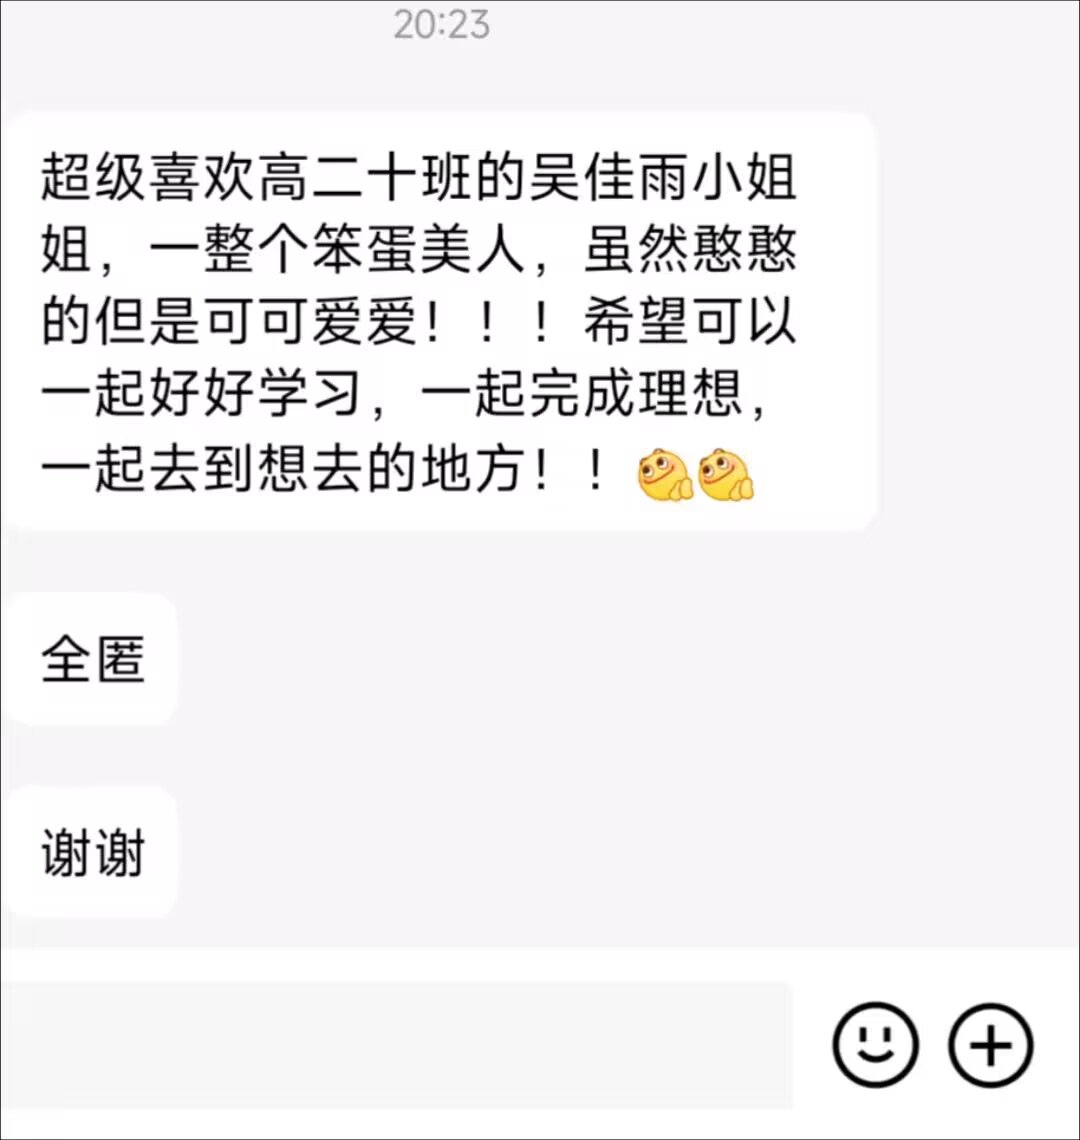 20:23
超级喜欢高二十班的吴佳雨小姐
姐，一整个笨蛋美人，虽然憨憨
的但是可可爱爱！！！希望可以
一起好好学习，一起完成理想，
一起去到想去的地方！！
全匿
谢谢